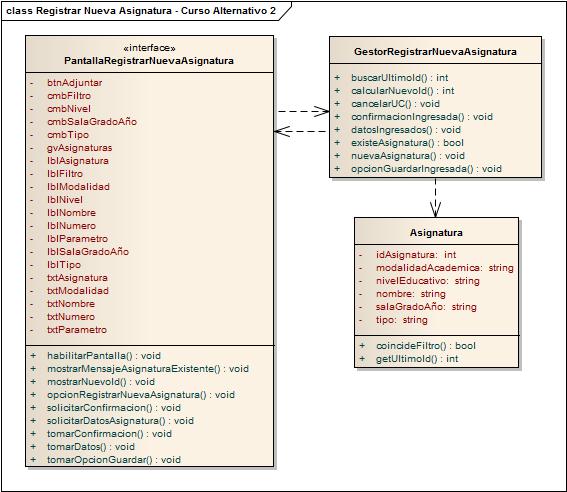 class Registrar Nueva Asignatura - Curso Alternativo 2
«interface»
PantallaRegistrarNuevaAsignatura
- btnAdjuntar
- cmbFiltro
- cmbNivel
- cmbSalaGradoAño
- cmbTipo
- gvAsignaturas
- lblAsignatura
- lblFiltro
- lblModalidad
- lblNivel
- lblNombre
- lblNumero
- lblParametro
- lblSalaGradoAño
- lblTipo
- txtAsignatura
- txtModalidad
- txtNombre
- txtNumero
- txtParametro
+ habilitarPantalla() : void
+ mostrarMensajeAsignaturaExistente() : void
+ mostrarNuevoId() : void
+ opcionRegistrarNuevaAsignatura() : void
+ solicitarConfirmacion() : void
+ solicitarDatosAsignatura() : void
+ tomarConfirmacion() : void
+ tomarDatos() : void
+ tomarOpcionGuardar() : void
GestorRegistrarNuevaAsignatura
+ buscarUltimoId() : int
+ calcularNuevoId() : int
+ cancelarUC() : void
+ confirmacionIngresada() : void
+ datosIngresados() : void
+ existeAsignatura() : bool
+ nuevaAsignatura() : void
+ opcionGuardarIngresada() : void
Asignatura
- idAsignatura: int
- modalidadAcademica: string
- nivelEducativo: string
- nombre: string
- salaGradoAño: string
- tipo: string
+ coincideFiltro() : bool
+ getUltimoId() : int